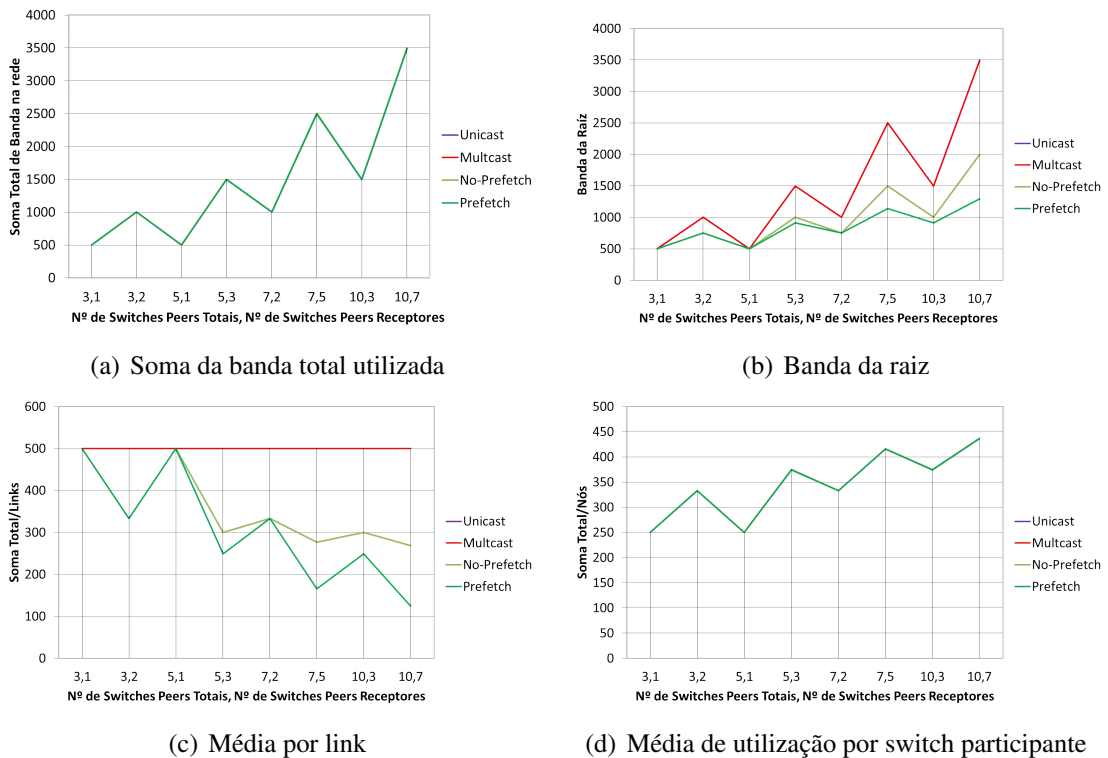 Soma Total de Banda na rede
4000
3500
3000
2500
2000
1500
1000
500
0
3,1 3,2 5,1 5,3 7,2 7,5 10,3 10,7
Nº de Switches Peers Totais, Nº de Switches Peers Receptores
Unicast
Multcast
No-Prefetch
Prefetch
(a) Soma da banda total utilizada
Banda da Raíz
4000
3500
3000
2500
2000
1500
1000
500
0
3,1 3,2 5,1 5,3 7,2 7,5 10,3 10,7
Nº de Switches Peers Totais, Nº de Switches Peers Receptores
Unicast
Multcast
No-Prefetch
Prefetch
(b) Banda da raiz
Soma Total/Links
600
500
400
300
200
100
0
3,1 3,2 5,1 5,3 7,2 7,5 10,3 10,7
Nº de Switches Peers Totais, Nº de Switches Peers Receptores
Unicast
Multcast
No-Prefetch
Prefetch
(c) Média por link
Soma Total/Nós
500
450
400
350
300
250
200
150
100
50
0
3,1 3,2 5,1 5,3 7,2 7,5 10,3 10,7
Nº de Switches Peers Totais, Nº de Switches Peers Receptores
Unicast
Multcast
No-Prefetch
Prefetch
(d) Média de utilização por switch participante